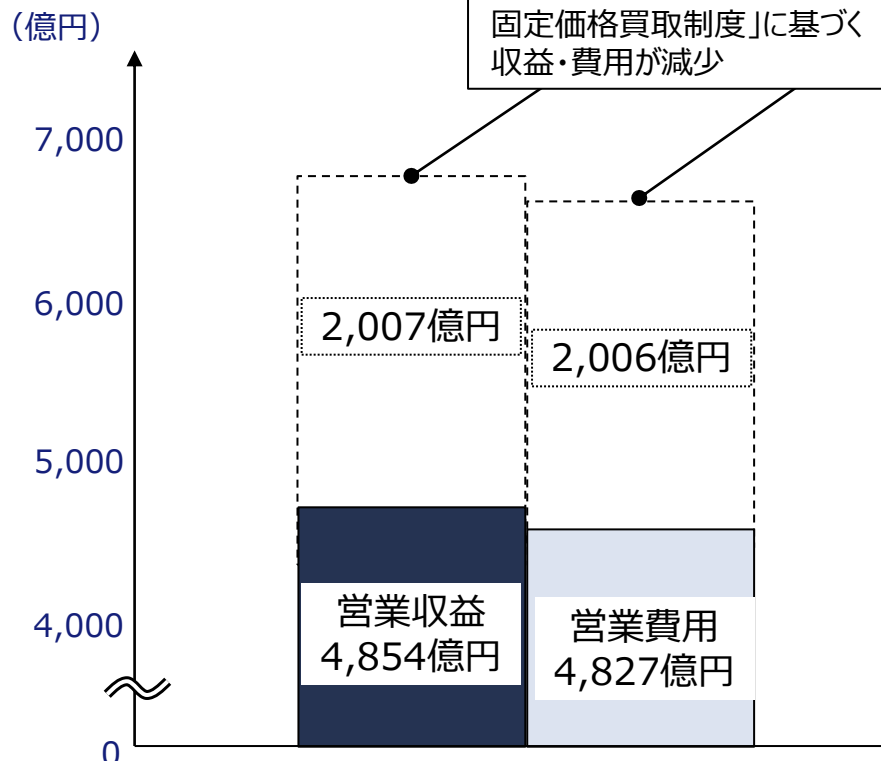 （億円）
固定価格買取制度」に基づく
収益・費用が減少
7,000
6,000
5,000
4,000
0
2,007億円
2,006億円
営業収益
4,854億円
営業費用
4,827億円